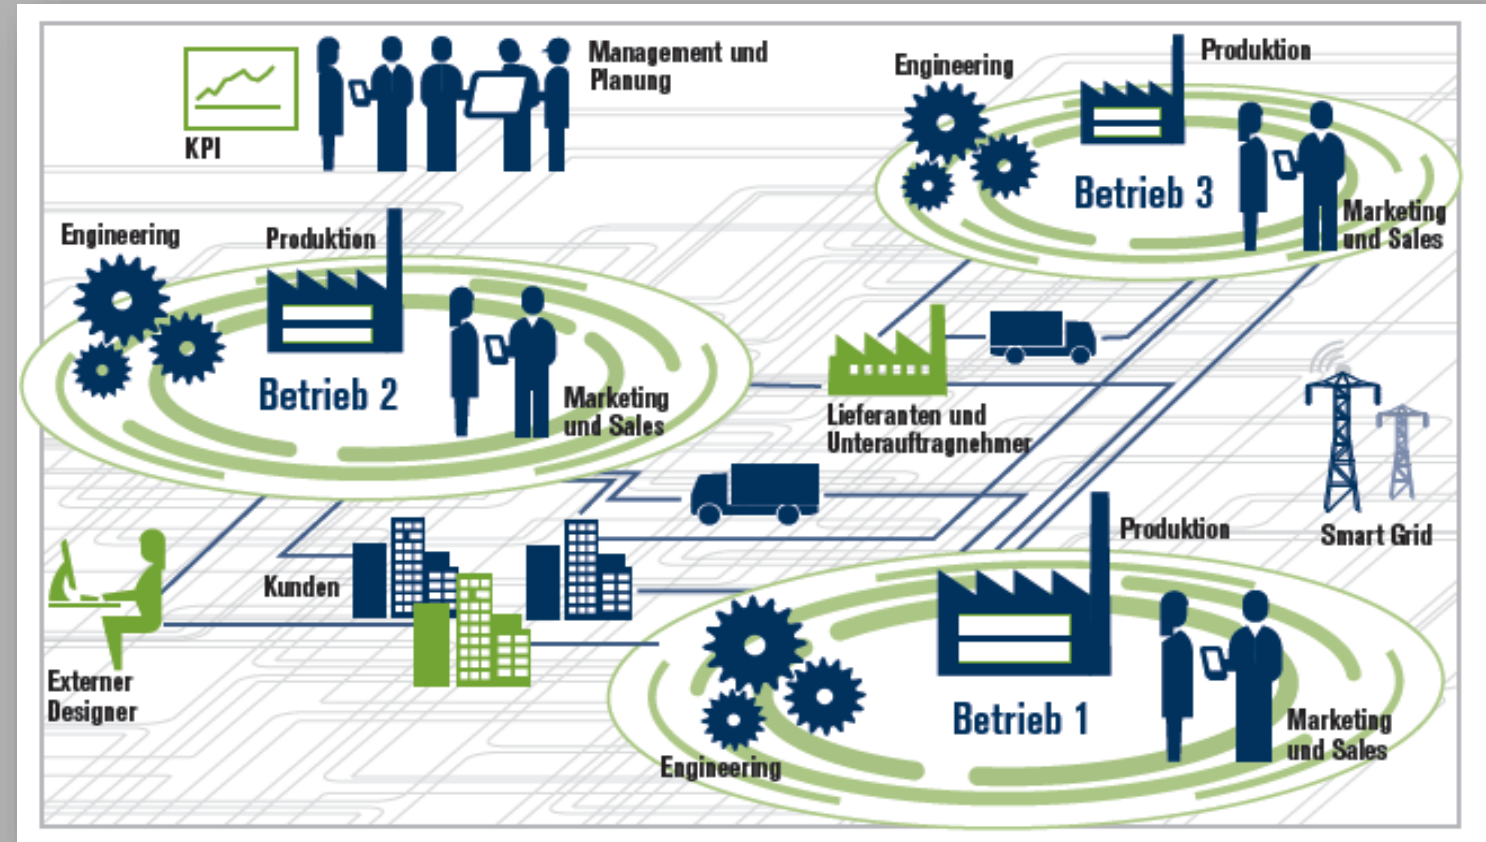 Management und
Planung
KPI
Engineering
Produktion
Betrieb 3
Marketing
und Sales
Engineering
Produktion
Betrieb 2
Marketing
und Sales
Lieferanten und
Unterauftragnehmer
Smart Grid
Kunden
Externer
Designer
Produktion
Betrieb 1
Marketing
und Sales
Engineering